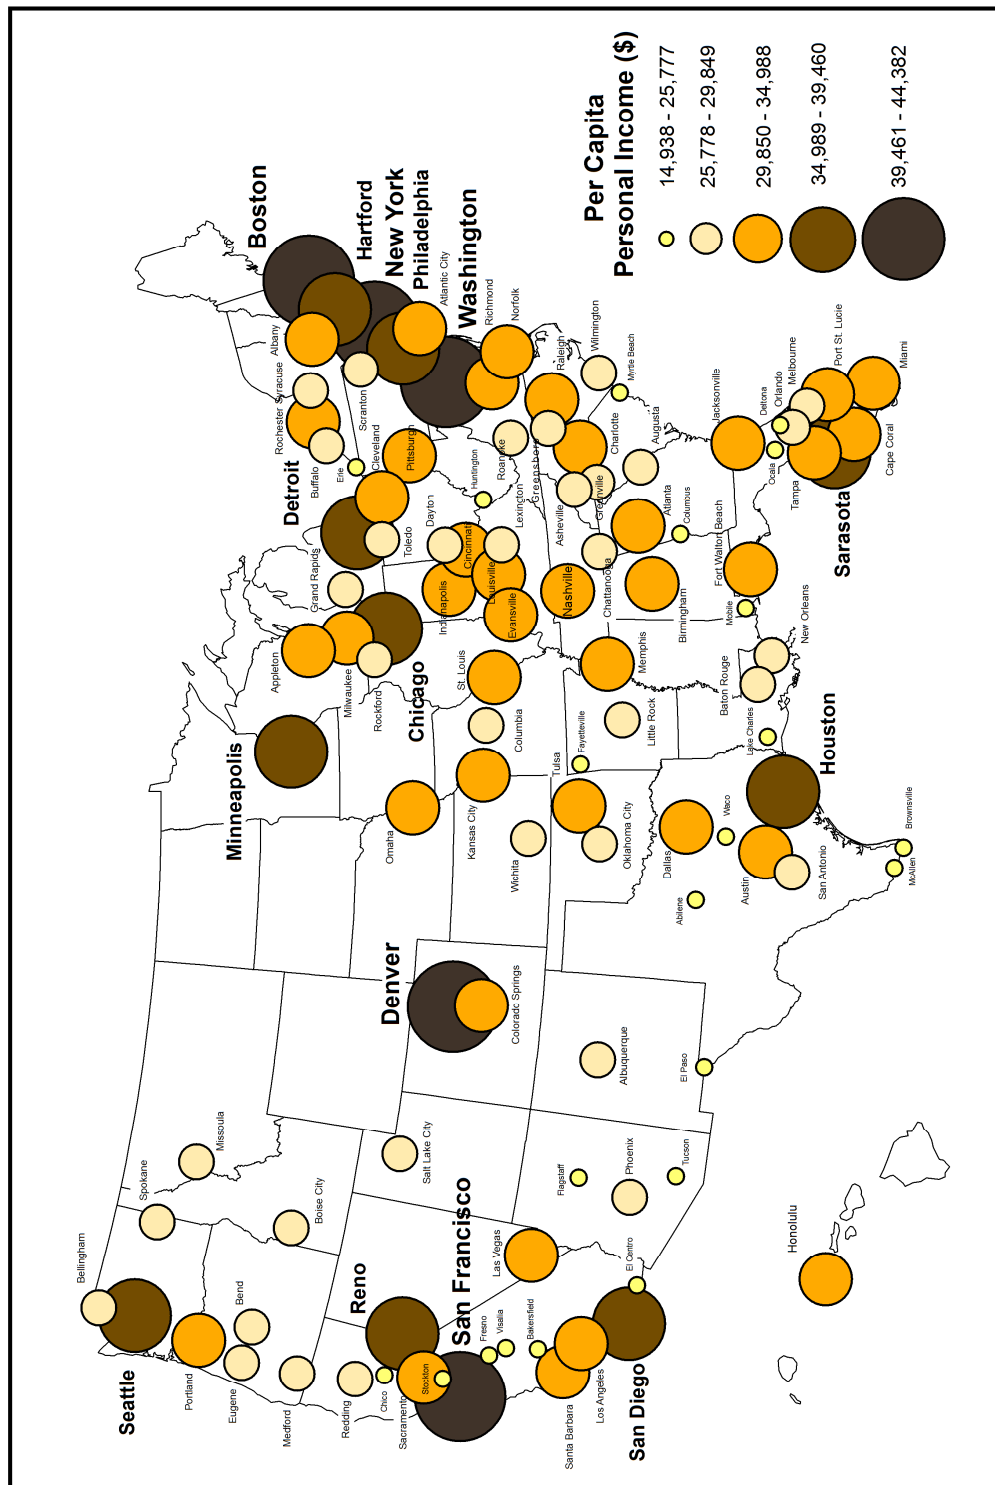 Per Capita
Personal Income ($)
14,938 - 25,777
25,778 - 29,849
29,850 - 34,988
34,989 - 39,460
39,461 - 44,382
Bellingham
Seattle
Spokane
Missoula
Portland
Bend
Eugene
Boise City
Medford
Redding
Reno
Chico
Sacramento
Stockton
San Francisco
Salt Lake City
Fresno
Visalia
Las Vegas
Bakersfield
Santa Barbara
Los Angeles
San Diego
El Centro
Flagstaff
Phoenix
Tucson
Honolulu
Denver
Colorado Springs
Albuquerque
El Paso
Minneapolis
Omaha
Kansas City
Wichita
Tulsa
Oklahoma City
Dallas
Abilene
Waco
Austin
San Antonio
Houston
McAllen
Brownsville
Appleton
Milwaukee
Rockford
Chicago
St. Louis
Columbia
Fayetteville
Little Rock
Memphis
Lake Charles
Baton Rouge
New Orleans
Grand Rapids
Detroit
Toledo
Cleveland
Dayton
Indianapolis
Cincinnati
Louisville
Lexington
Evansville
Nashville
Chattanooga
Birmingham
Mobile
Fort Walton Beach
Atlanta
Columbus
Huntington
Pittsburgh
Erie
Buffalo
Rochester
Syracuse
Albany
Scranton
Boston
Hartford
New York
Philadelphia
Atlantic City
Washington
Richmond
Norfolk
Roanoke
Raleigh
Greensboro
Charlotte
Asheville
Greenville
Wilmington
Myrtle Beach
Augusta
Jacksonville
Deltona
Orlando
Melbourne
Ocala
Tampa
Sarasota
Port St. Lucie
Cape Coral
Miami